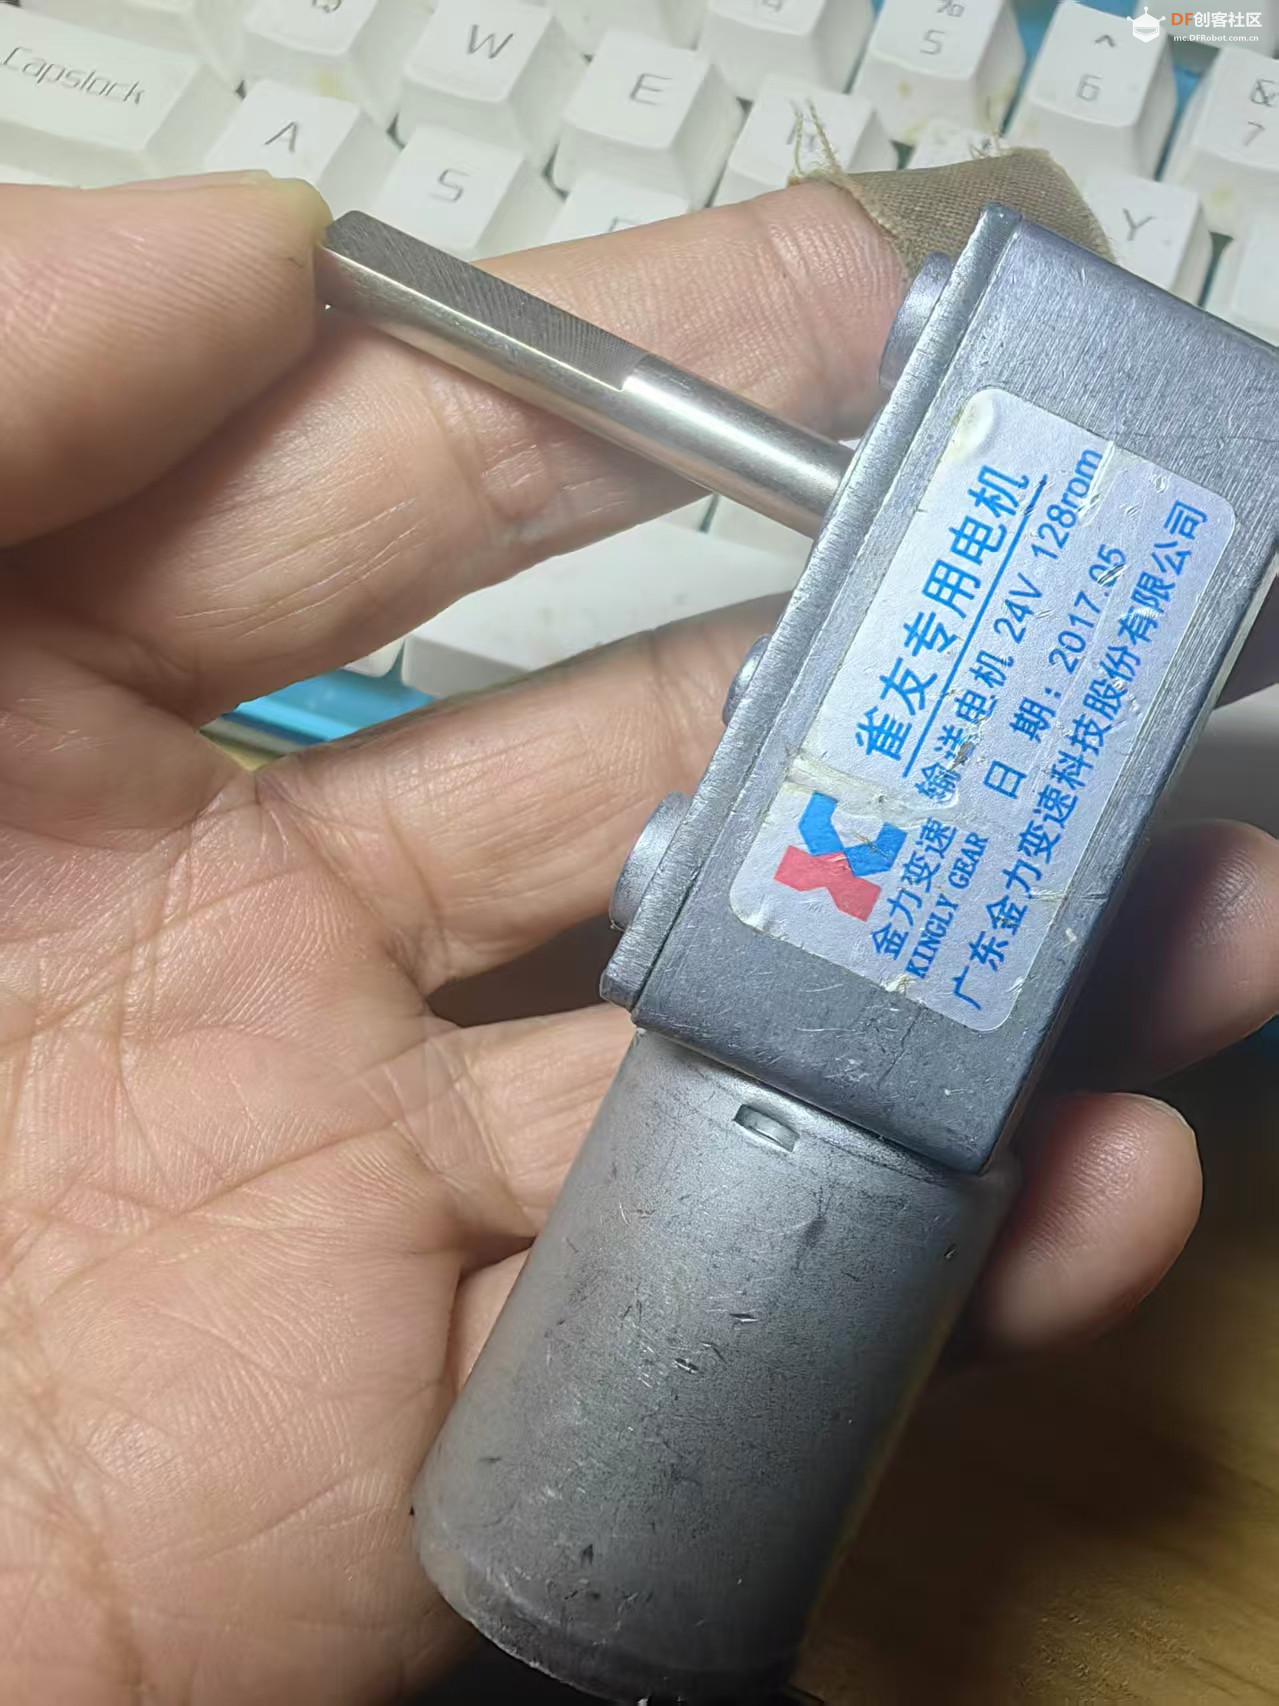 DF创客社区
mc.DFRobot.com.cn
Capslock
W
E
%
5
^
6
&
7
A
S
Y
雀友专用电机
输送电机 24V 128rpm
日 期: 2017.05
金力变速
KINGLY GEAR
广东金力变速科技股份有限公司